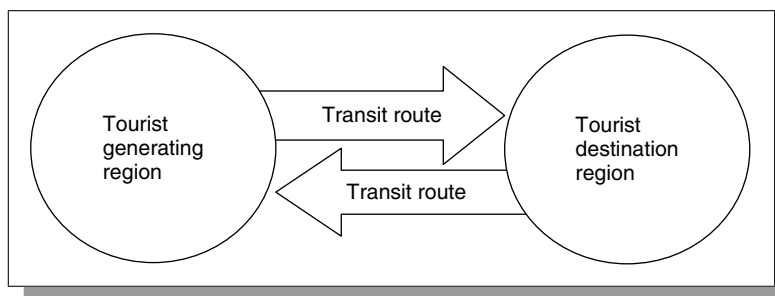 Tourist
generating
region
Transit route
Transit route
Tourist
destination
region